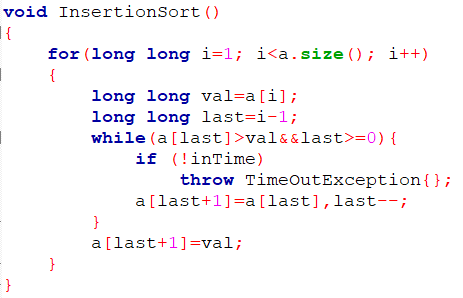 void InsertionSort()
{
    for(long long i=1; i<a.size(); i++)
    {
        long long val=a[i];
        long long last=i-1;
        while(a[last]>val&&last>=0){
            if (!inTime)
                throw TimeOutException{};
            a[last+1]=a[last],last--;
        }
        a[last+1]=val;
    }
}